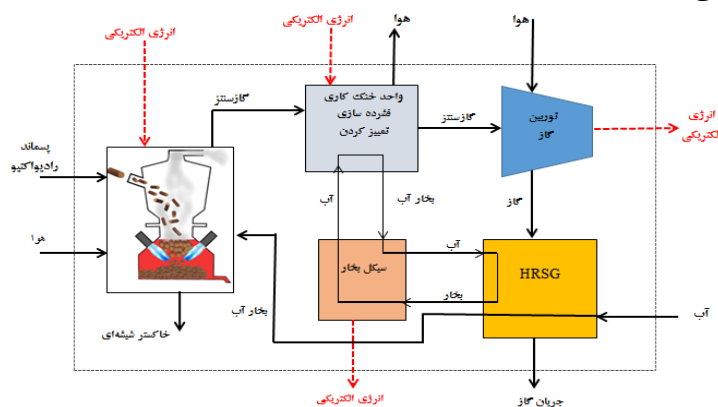 انرژی الکتریکی
انرژی الکتریکی
هوا
هوا
گازسنتز
واحد خنک کاری
فشرده سازی
تمییز کردن
گازسنتز
توربین
گاز
انرژی
الکتریکی
پسماند
رادیواکتیو
آب
بخار آب
گاز
هوا
سیکل بخار
آب
بخار
HRSG
خاکستر شیشه‌ای
بخار آب
آب
انرژی الکتریکی
جریان گاز